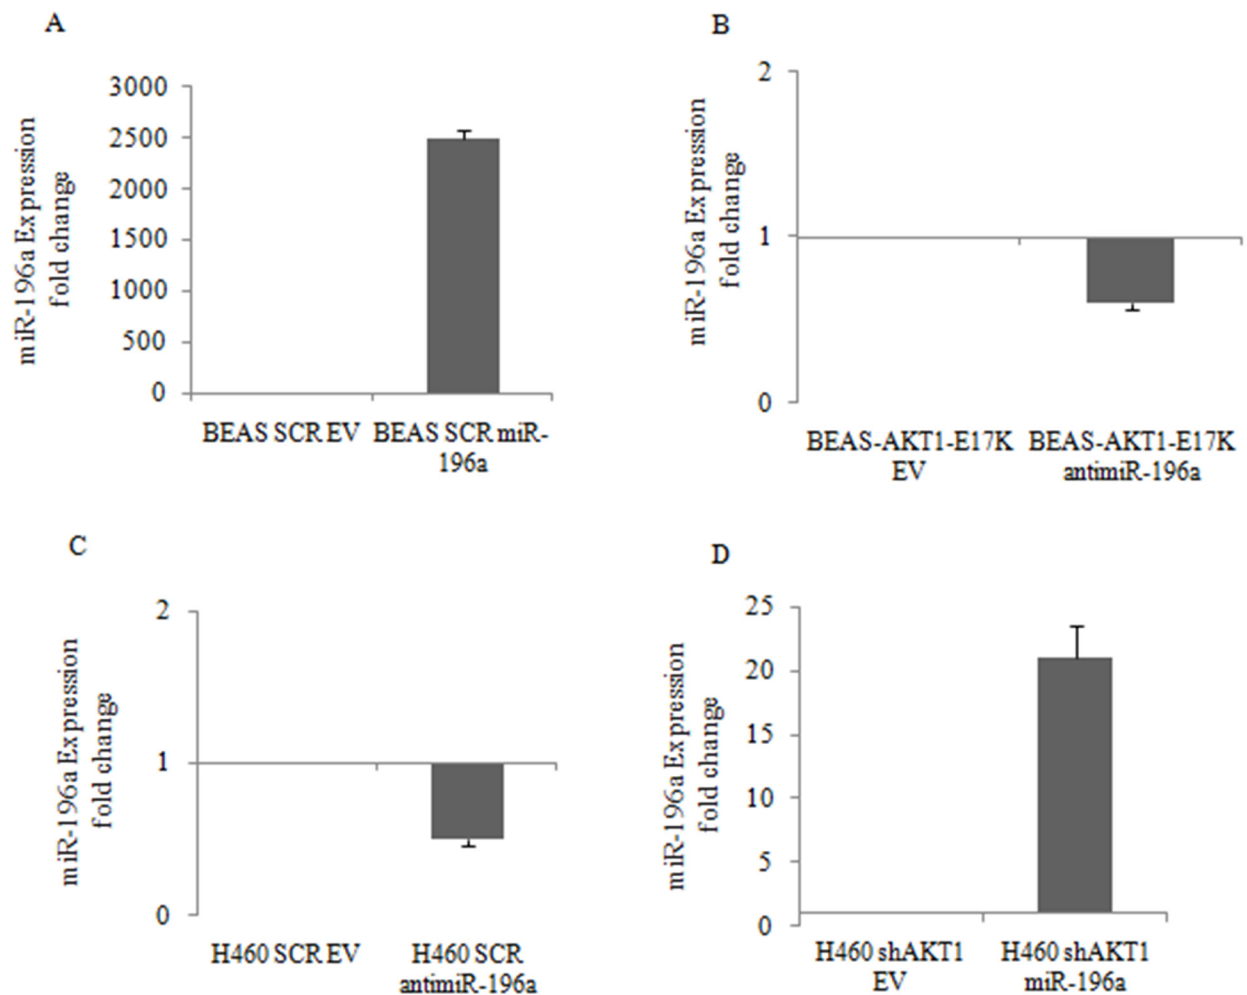 A
miR-196a Expression
fold change
3000
2500
2000
1500
1000
500
0
BEAS SCR EV
BEAS SCR miR-
196a
B
miR-196a Expression
fold change
2
1
0
BEAS-AKT1-E17K
EV
BEAS-AKT1-E17K
antimiR-196a
C
miR-196a Expression
fold change
2
1
0
H460 SCR EV
H460 SCR
antimiR-196a
D
miR-196a Expression
fold change
25
20
15
10
5
0
H460 shAKT1
EV
H460 shAKT1
miR-196a